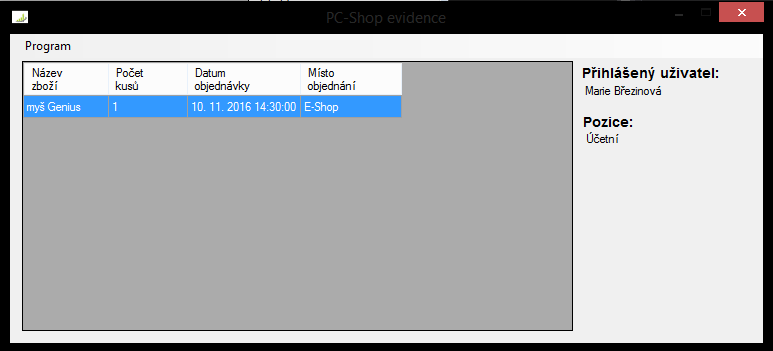 PC-Shop evidence
Program
Název zboží Počet kusů Datum objednávky Místo objednání
myš Genius 1 10. 11. 2016 14:30:00 E-Shop
Přihlášený uživatel:
Marie Březinová
Pozice:
Účetní